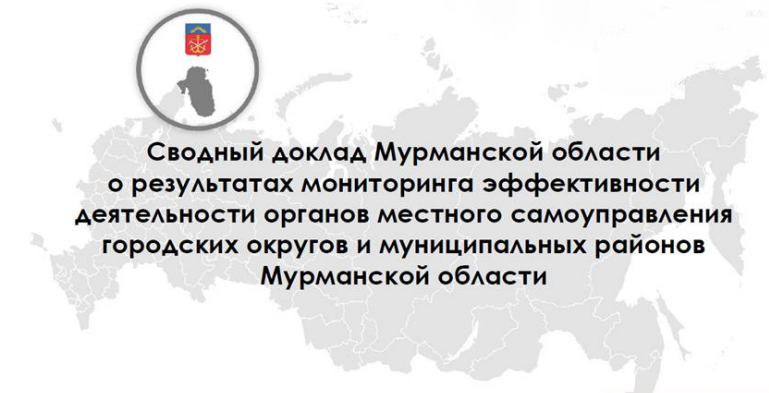 Сводный доклад Мурманской области
о результатах мониторинга эффективности
деятельности органов местного самоуправления
городских округов и муниципальных районов
Мурманской области